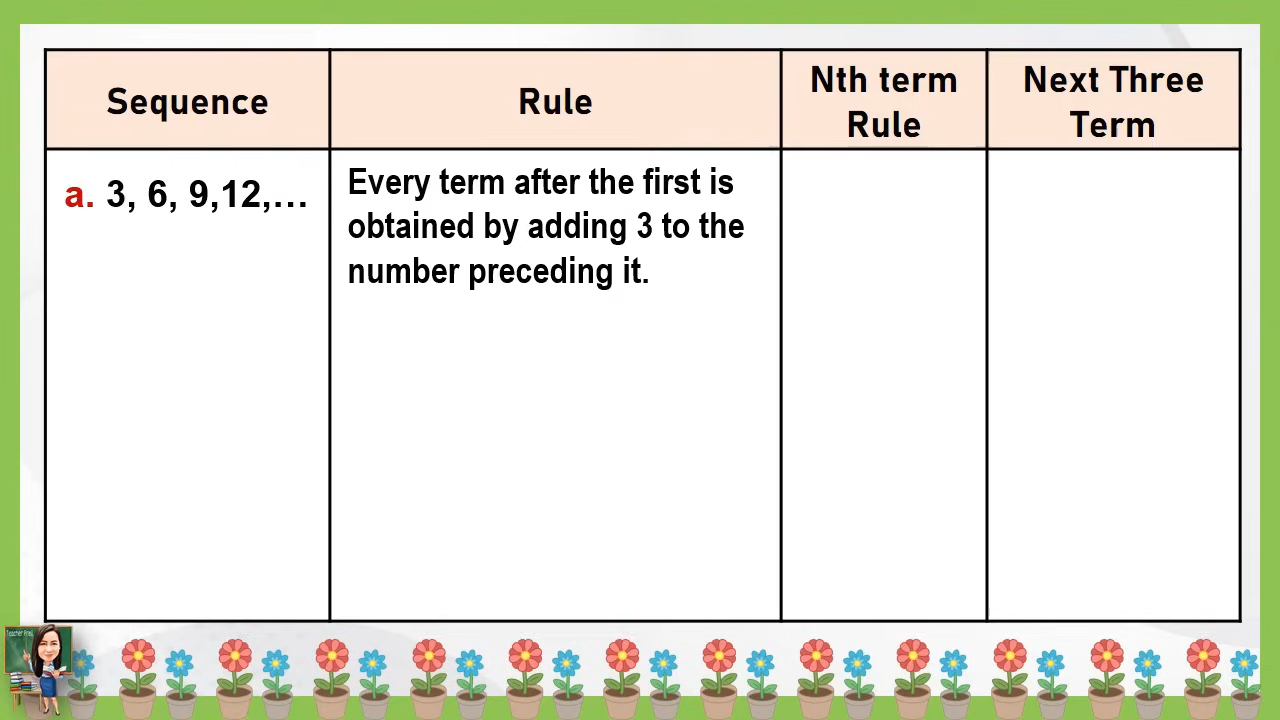 Sequence
Rule
Nth term
Rule
Next Three
Term
a. 3, 6, 9,12,…
Every term after the first is
obtained by adding 3 to the
number preceding it.